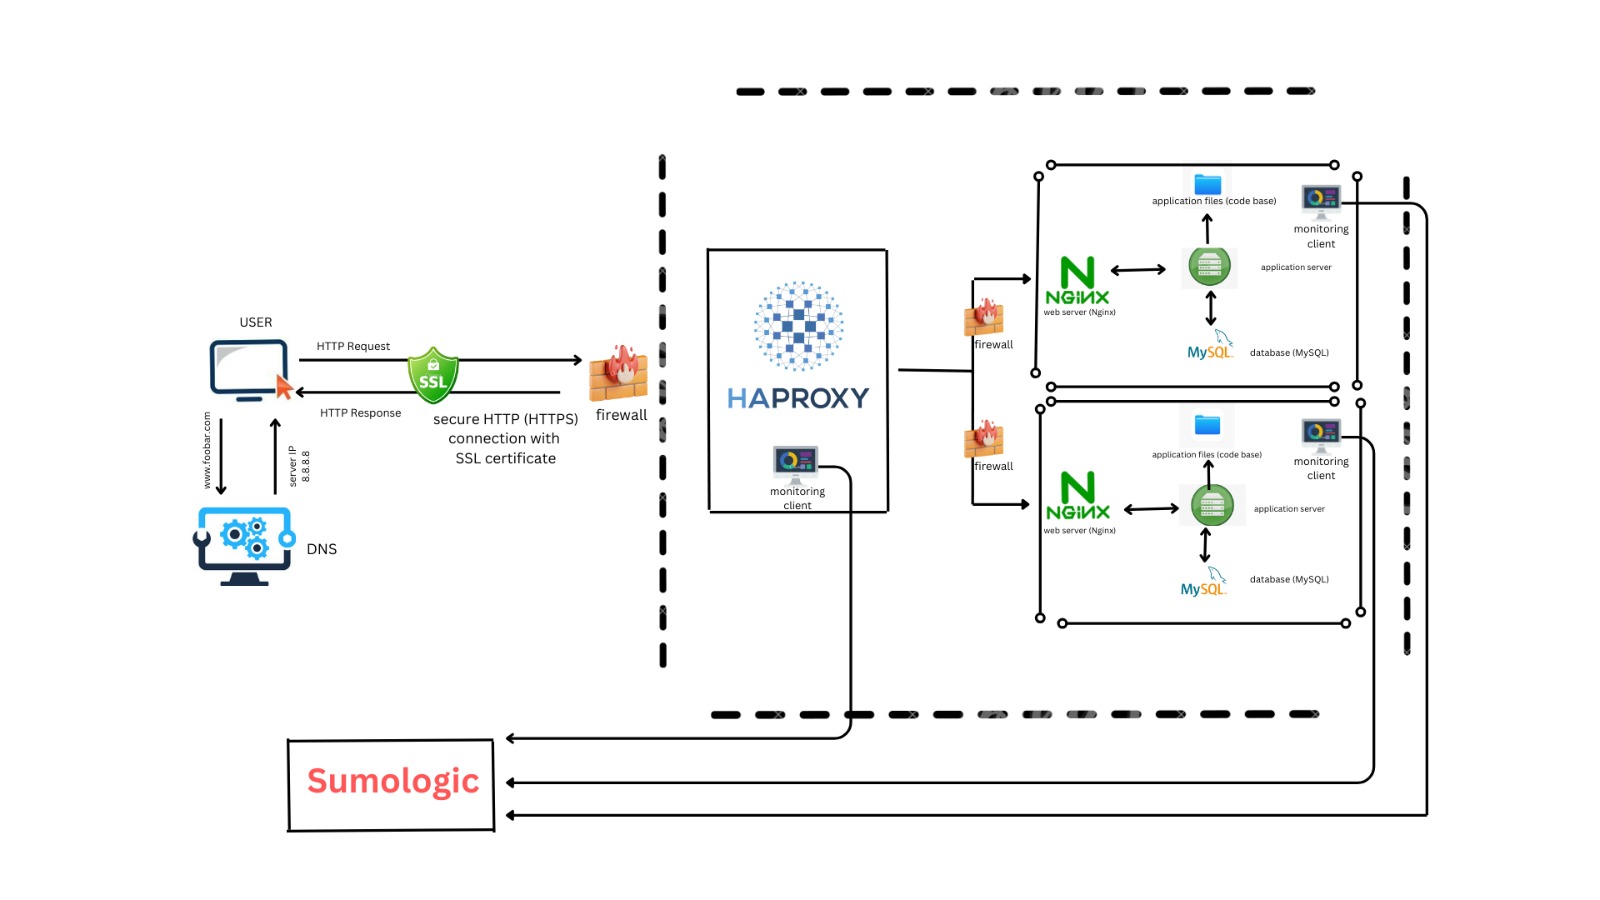 USER
HTTP Request
SSL
HTTP Response
secure HTTP (HTTPS)
connection with
SSL certificate
firewall
www.foobar.com
server IP
8.8.8.8
DNS
HAPROXY
monitoring
client
firewall
firewall
application files (code base)
monitoring
client
application server
NGINX
web server (Nginx)
MySQL
database (MySQL)
application files (code base)
monitoring
client
application server
NGINX
web server (Nginx)
MySQL
database (MySQL)
Sumologic